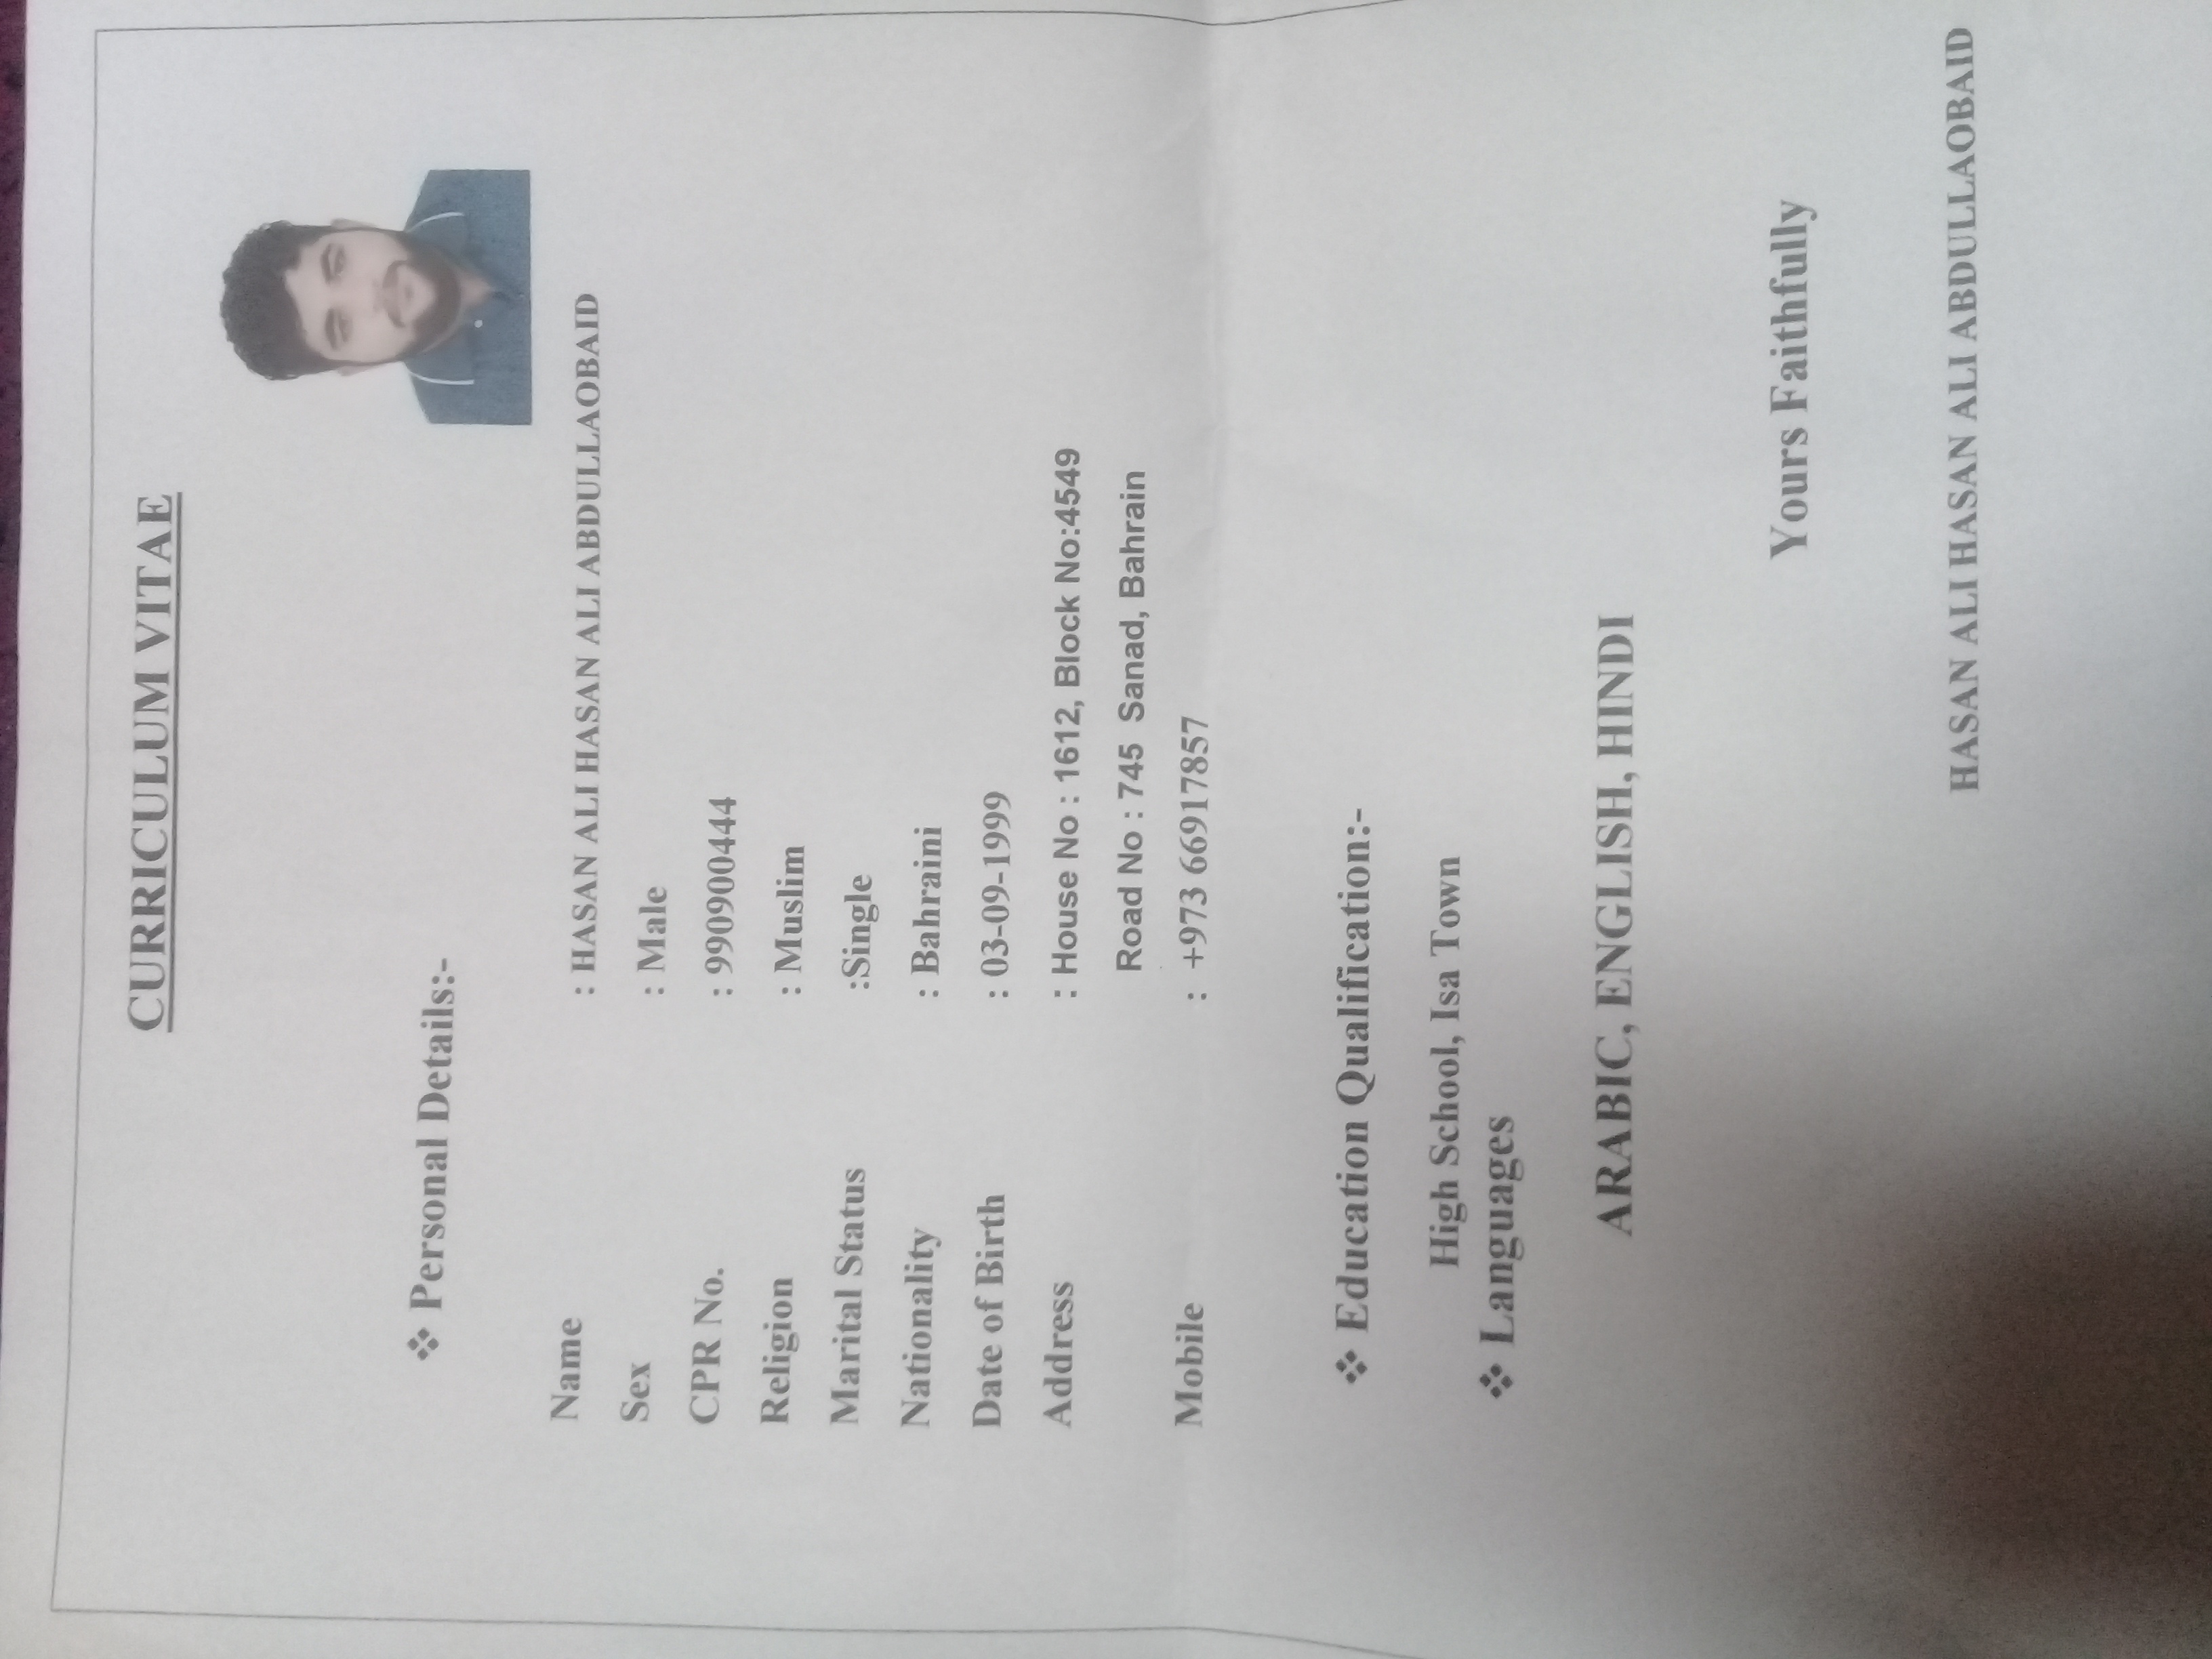 CURRICULUM VITAE
❖ Personal Details:-
Name : HASAN ALI HASAN ALI ABDULLAOBAID
Sex : Male
CPR No. : 990900444
Religion : Muslim
Marital Status :Single
Nationality : Bahraini
Date of Birth : 03-09-1999
Address : House No : 1612, Block No:4549
Road No : 745 Sanad, Bahrain
Mobile : +973 66917857
❖ Education Qualification:-
High School, Isa Town
❖ Languages
ARABIC, ENGLISH, HINDI
Yours Faithfully
HASAN ALI HASAN ALI ABDULLAOBAID